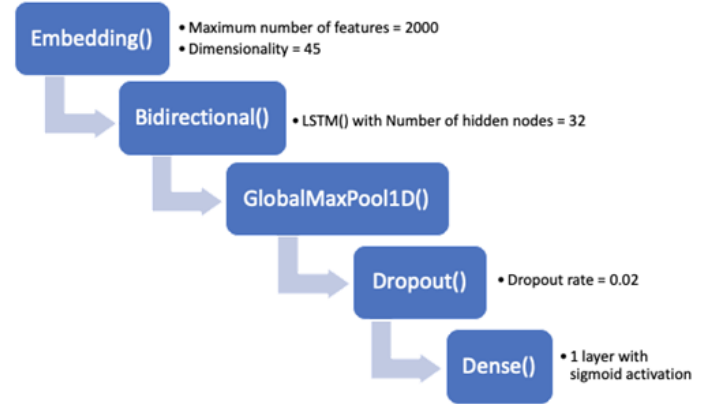 Embedding()
• Maximum number of features = 2000
• Dimensionality = 45
Bidirectional()
• LSTM() with Number of hidden nodes = 32
GlobalMaxPool1D()
Dropout()
• Dropout rate = 0.02
Dense()
• 1 layer with
sigmoid activation